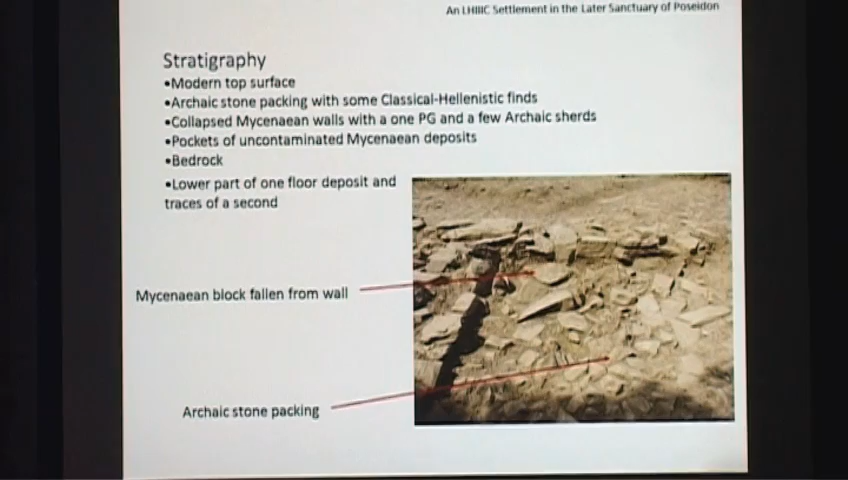 An LHIIIC Settlement in the Later Sanctuary of Poseidon
Stratigraphy
•Modern top surface
•Archaic stone packing with some Classical-Hellenistic finds
•Collapsed Mycenaean walls with a one PG and a few Archaic sherds
•Pockets of uncontaminated Mycenaean deposits
•Bedrock
•Lower part of one floor deposit and
traces of a second
Mycenaean block fallen from wall
Archaic stone packing